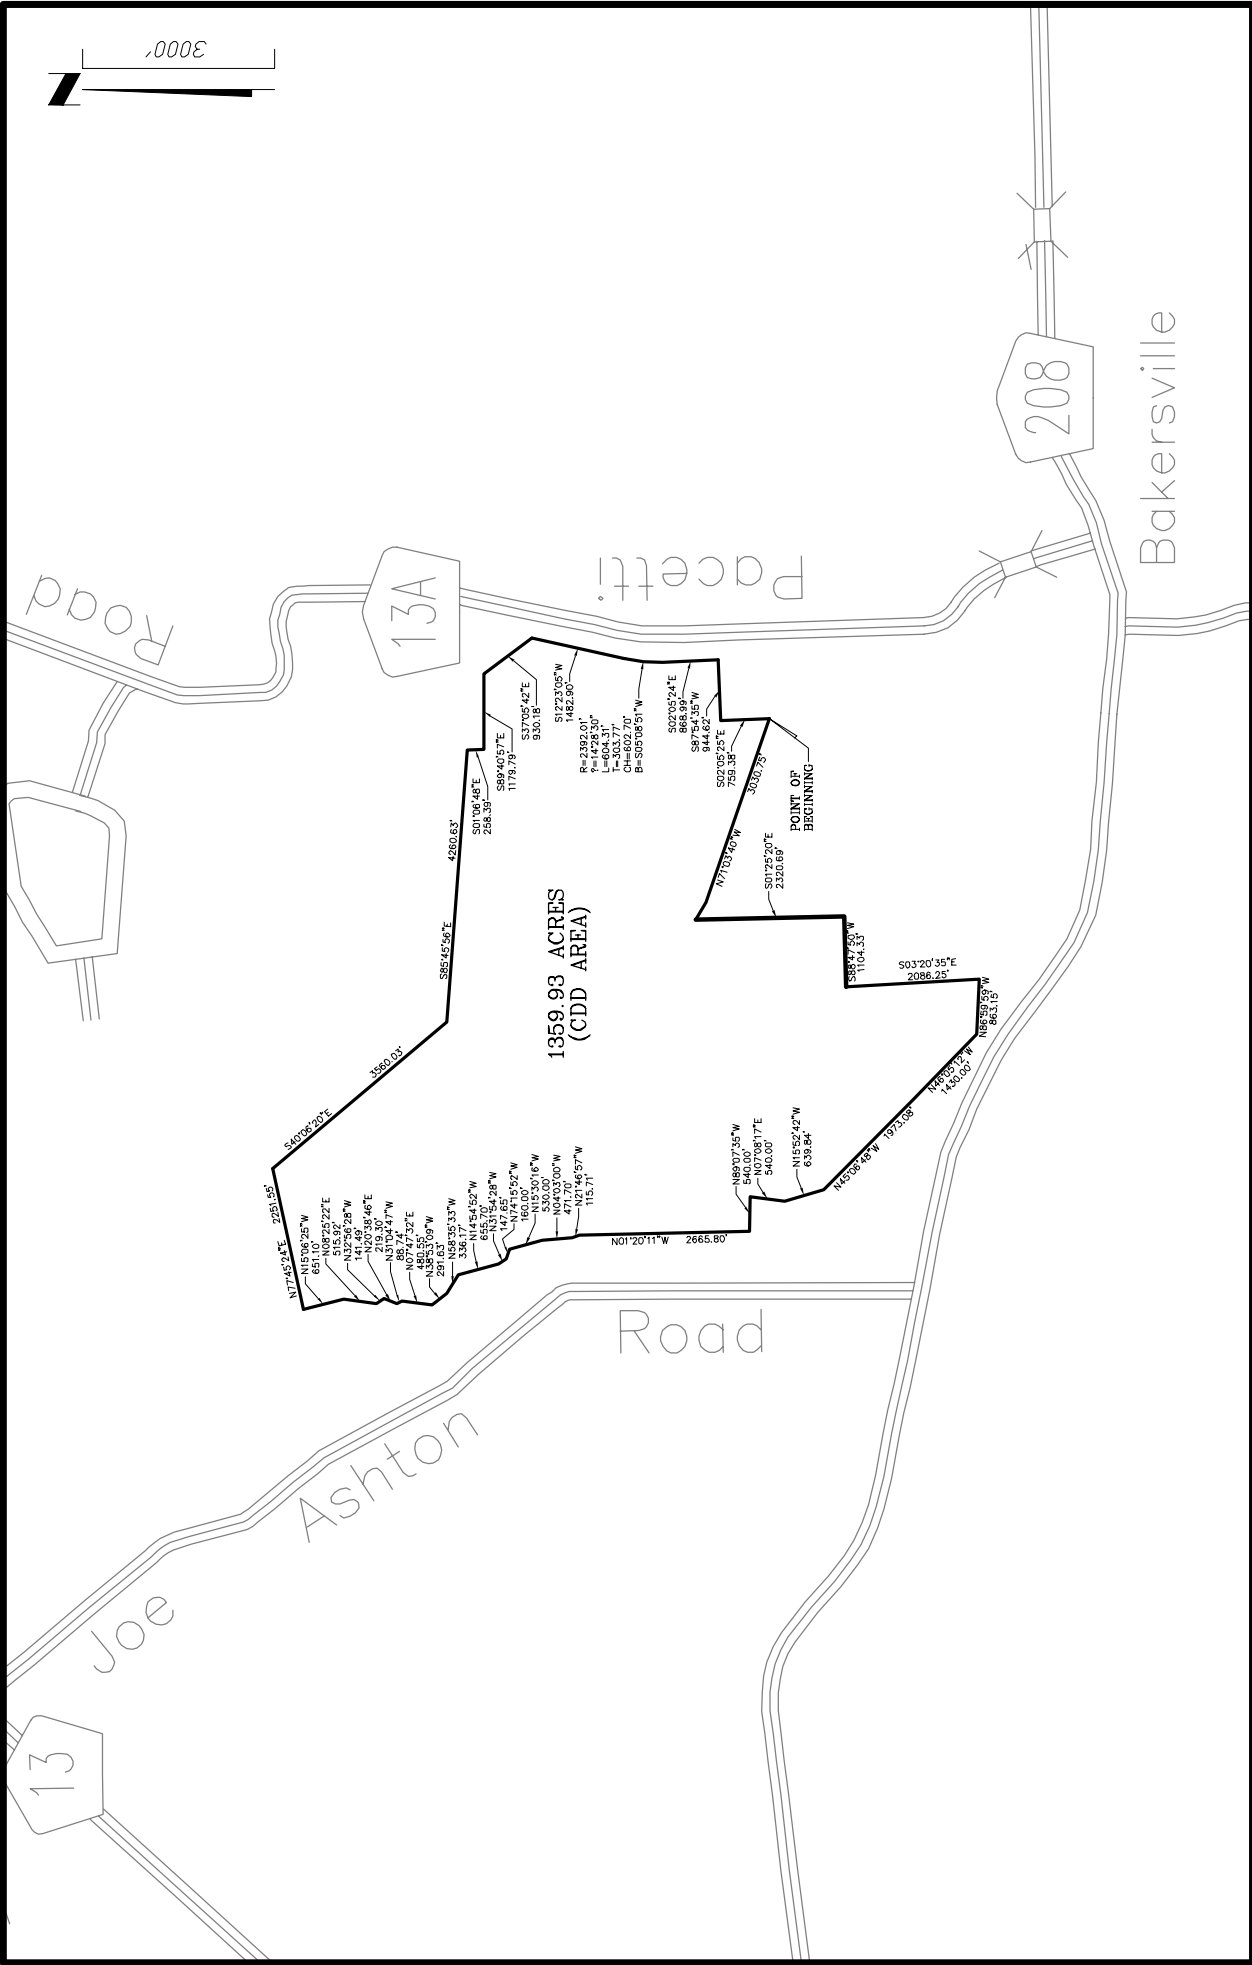 3000'
N
Road
13A
Pacetti
208
Bakersville
Joe
Ashton
Road
13
1359.93 ACRES
(CDD AREA)
POINT OF
BEGINNING
N71°03'40"W
3030.75'
S01°25'20"E
2320.69'
S88°47'50"W
1104.33'
S03°20'35"E
2086.25'
N86°59'59"W
863.15'
N46°05'12"W
1430.00'
N45°06'48"W 1973.08'
N15°52'42"W
639.84'
N07°08'17"E
540.00'
N89°07'35"W
540.00'
N01°20'11"W 2665.80'
N21°46'57"W
115.71'
N04°03'00"W
471.70'
N15°30'16"W
530.00'
N74°15'52"W
160.00'
N31°54'28"W
147.65'
N14°54'52"W
655.70'
N58°35'33"W
336.17'
N38°53'09"W
291.63'
N07°47'32"E
480.55'
N31°04'47"W
88.74'
N20°38'46"E
219.30'
N32°56'28"W
141.49'
N08°25'22"E
515.92'
N15°06'25"W
651.10'
N77°45'24"E 2251.55'
S40°06'20"E 3560.03'
S85°45'56"E 4260.63'
S01°06'48"E
258.39'
S89°40'57"E
1179.79'
S37°05'42"E
930.18'
S12°23'05"W
1482.90'
R=2392.01'
?=14°28'30"
L=604.31'
T=303.77'
CH=602.70'
B=S05°08'51"W
S02°05'24"E
868.99'
S87°54'35"W
944.62'
S02°05'25"E
759.38'